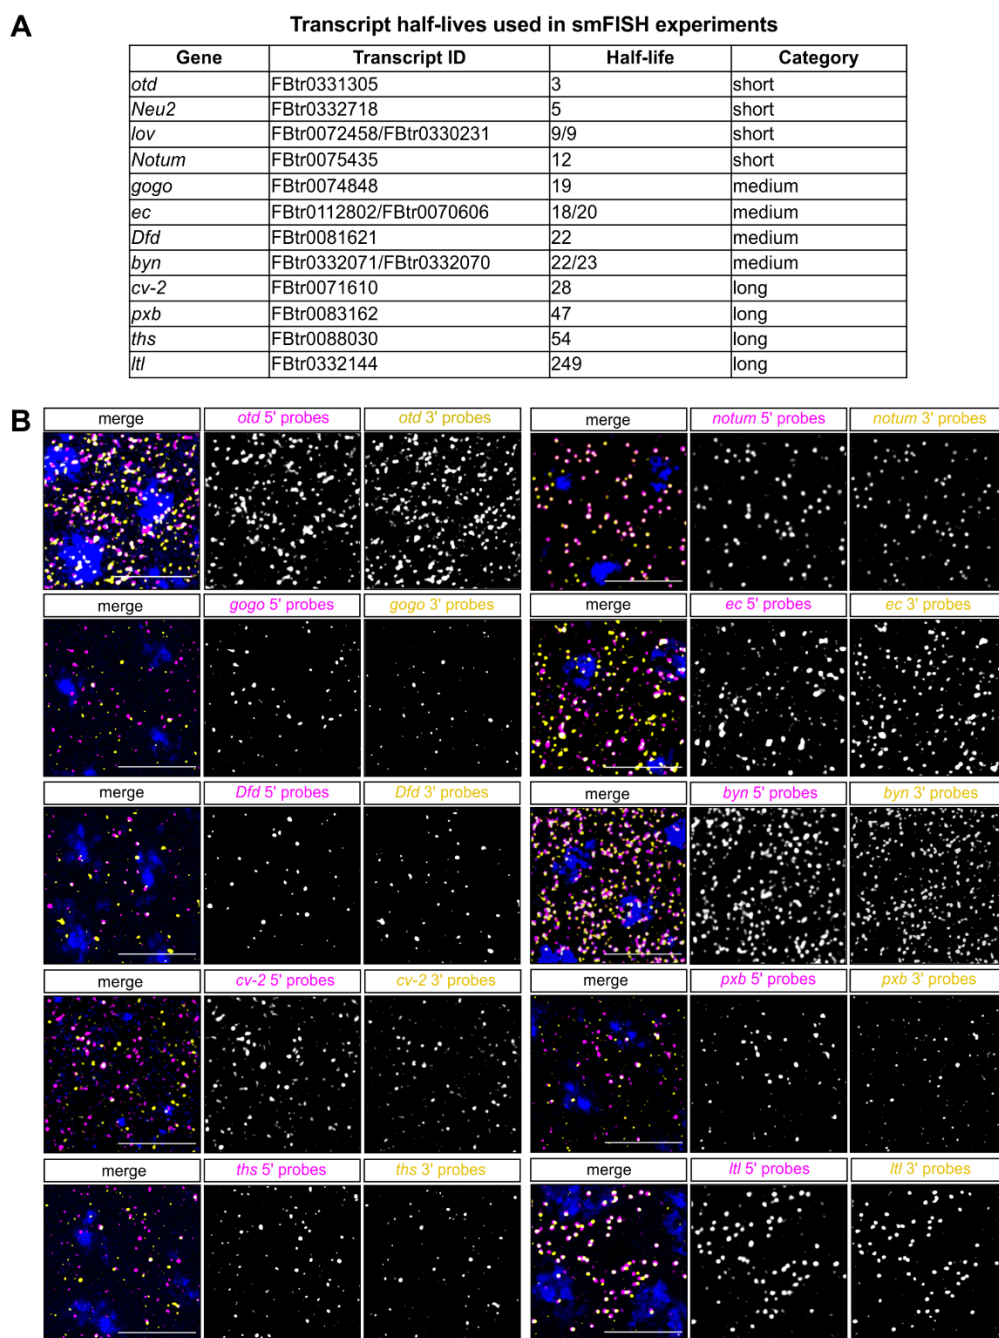 A
Transcript half-lives used in smFISH experiments
Gene Transcript ID Half-life Category
otd FBtr0331305 3 short
Neu2 FBtr0332718 5 short
lov FBtr0072458/FBtr0330231 9/9 short
Notum FBtr0075435 12 short
gogo FBtr0074848 19 medium
ec FBtr0112802/FBtr0070606 18/20 medium
Dfd FBtr0081621 22 medium
byn FBtr0332071/FBtr0332070 22/23 medium
cv-2 FBtr0071610 28 long
pxb FBtr0083162 47 long
ths FBtr0088030 54 long
ltl FBtr0332144 249 long
B
merge otd 5' probes otd 3' probes merge notum 5' probes notum 3' probes
merge gogo 5' probes gogo 3' probes merge ec 5' probes ec 3' probes
merge Dfd 5' probes Dfd 3' probes merge byn 5' probes byn 3' probes
merge cv-2 5' probes cv-2 3' probes merge pxb 5' probes pxb 3' probes
merge ths 5' probes ths 3' probes merge ltl 5' probes ltl 3' probes